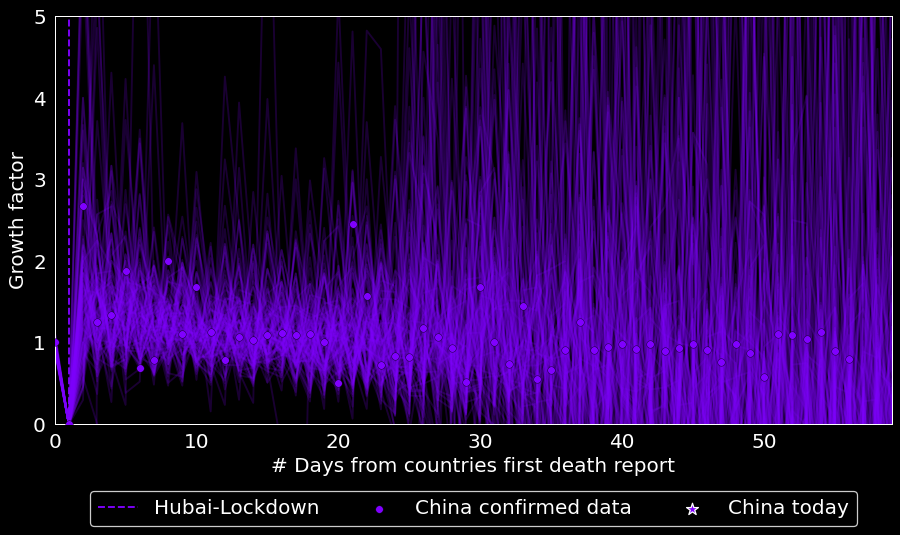 5
4
3
2
1
0
Growth factor
0 10 20 30 40 50
# Days from countries first death report
Hubai-Lockdown China confirmed data China today